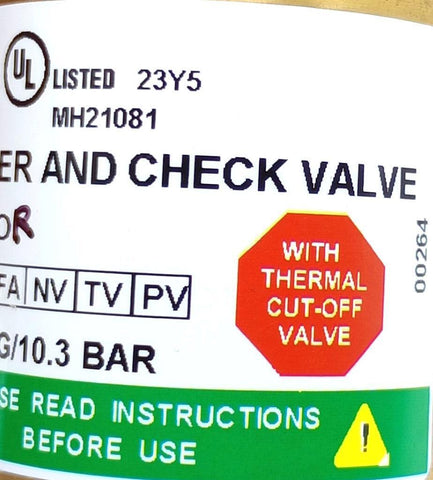 UL LISTED 23Y5
MH21081
ER AND CHECK VALVE
OR
FA NV TV PV
WITH
THERMAL
CUT-OFF
VALVE
00264
G/10.3 BAR
SE READ INSTRUCTIONS
BEFORE USE
!